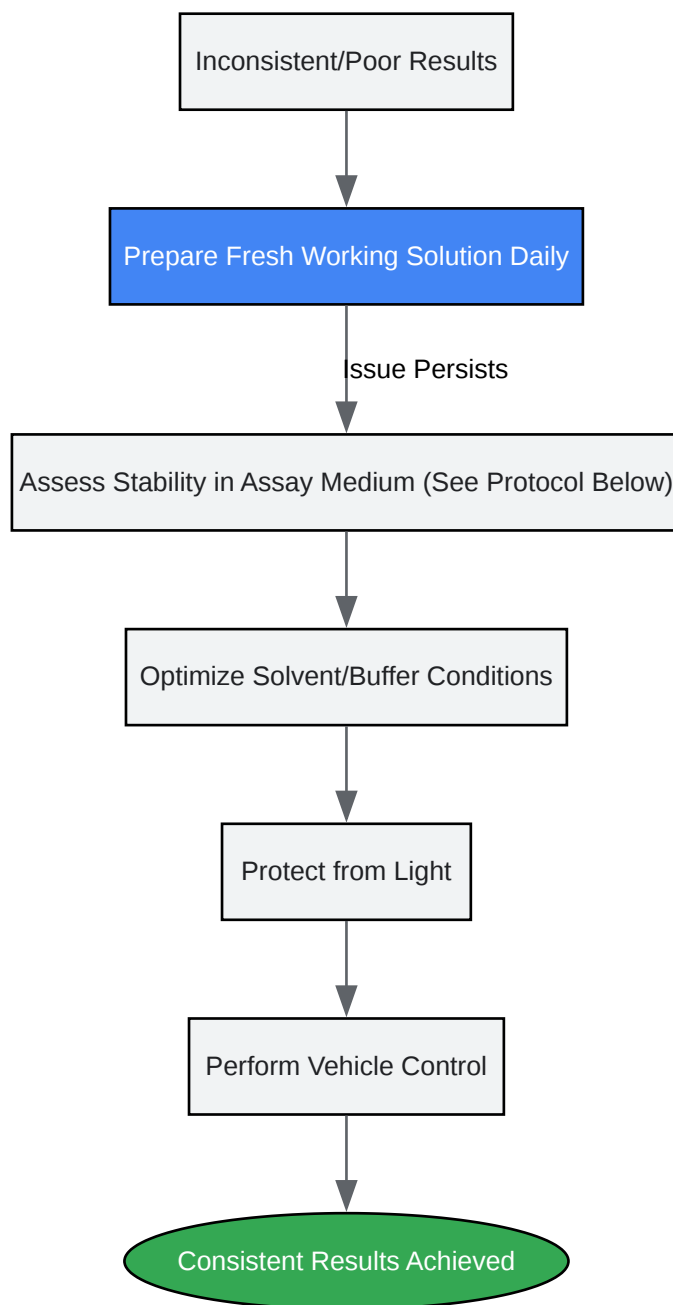 Inconsistent/Poor Results
Prepare Fresh Working Solution Daily
Issue Persists
Assess Stability in Assay Medium (See Protocol Below)
Optimize Solvent/Buffer Conditions
Protect from Light
Perform Vehicle Control
Consistent Results Achieved